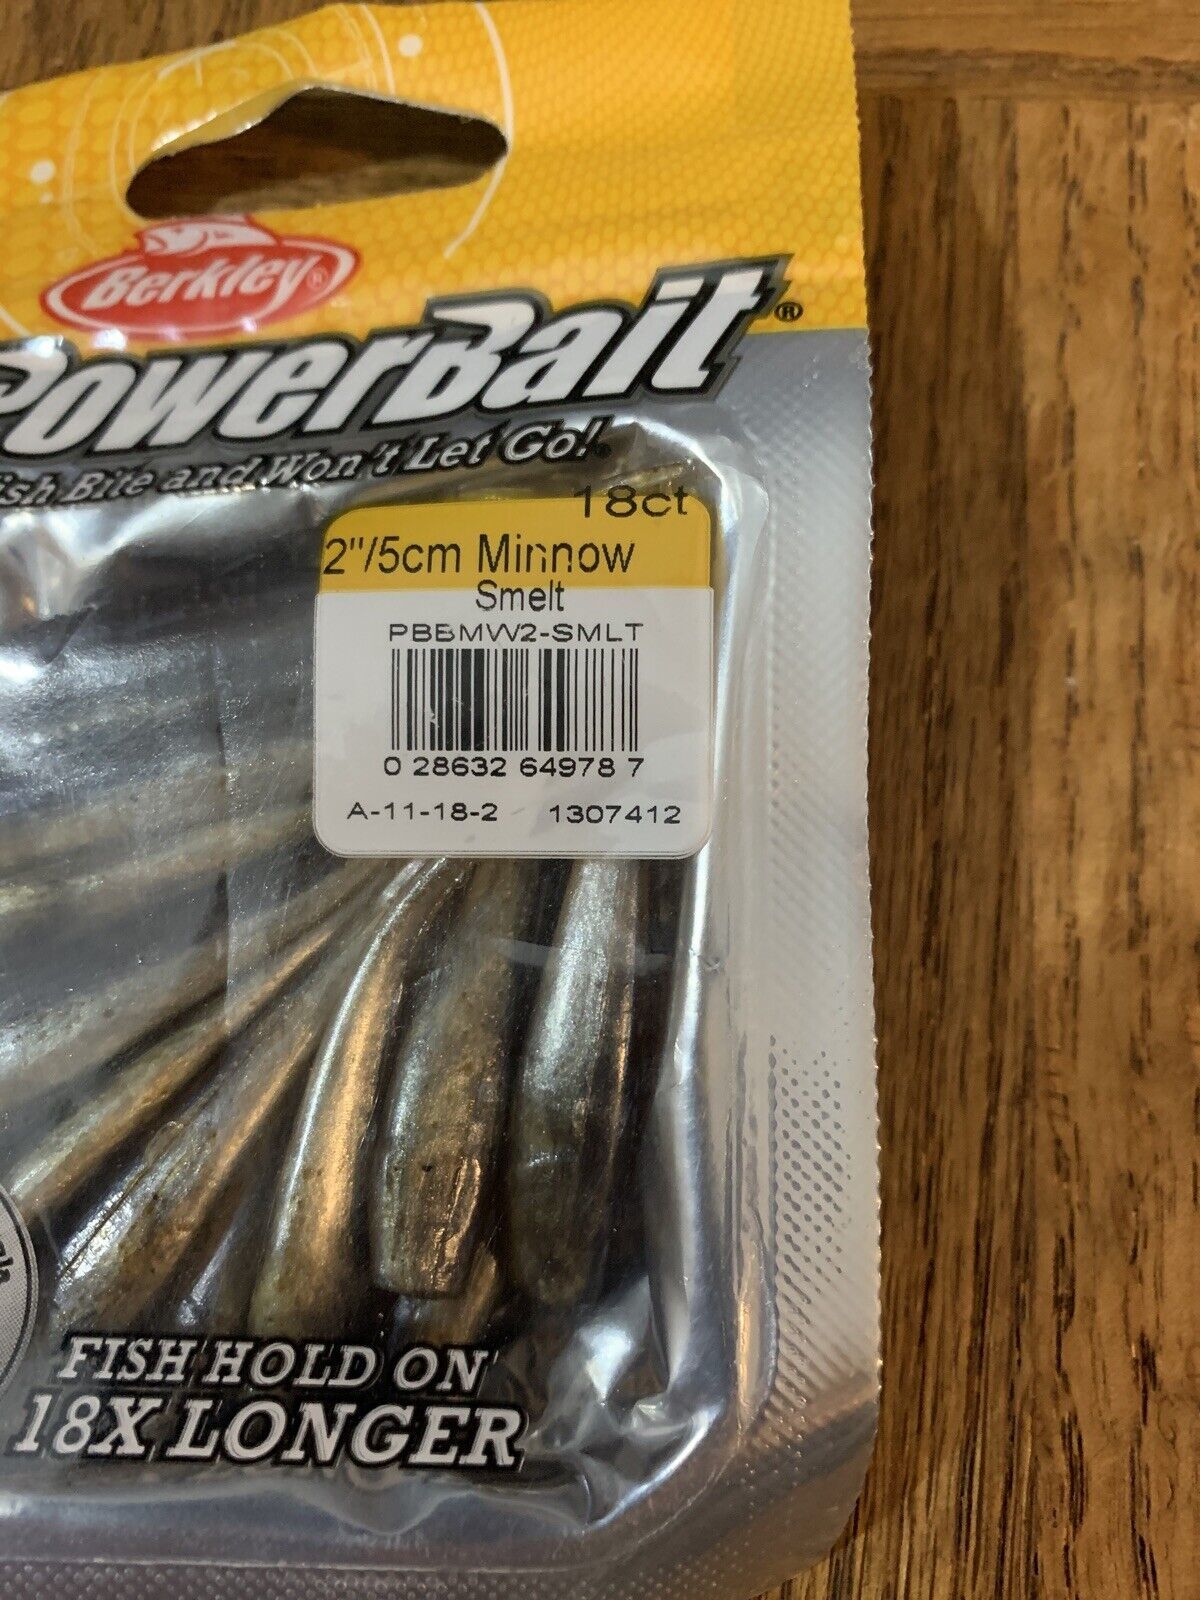 Berkley®
PowerBait®
Fish Bite and Won't Let Go!
18ct
2"/5cm Minnow
Smelt
PBBMW2-SMLT
0 28632 64978 7
A-11-18-2 1307412
FISH HOLD ON
18X LONGER